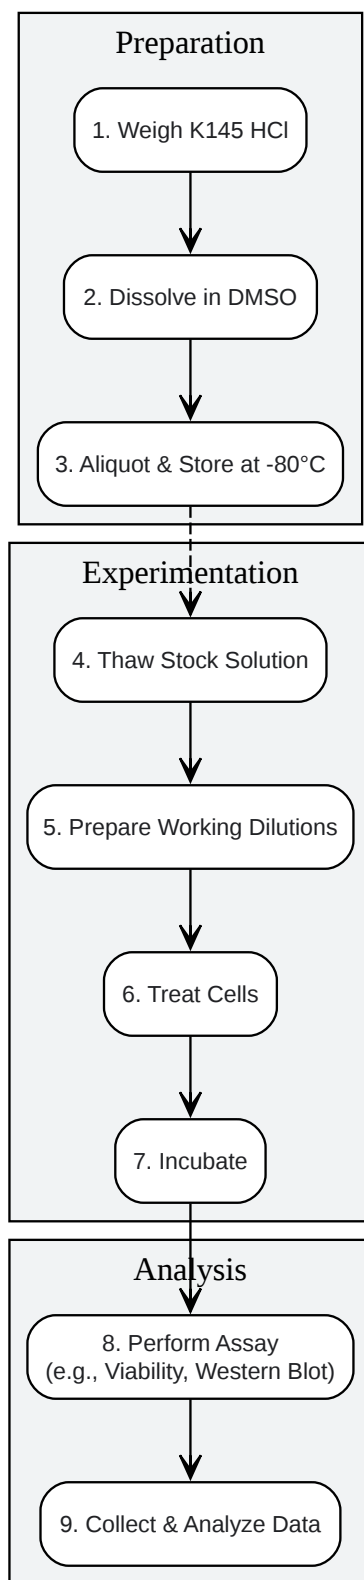 Preparation
1. Weigh K145 HCl
2. Dissolve in DMSO
3. Aliquot & Store at -80°C
Experimentation
4. Thaw Stock Solution
5. Prepare Working Dilutions
6. Treat Cells
7. Incubate
Analysis
8. Perform Assay
(e.g., Viability, Western Blot)
9. Collect & Analyze Data